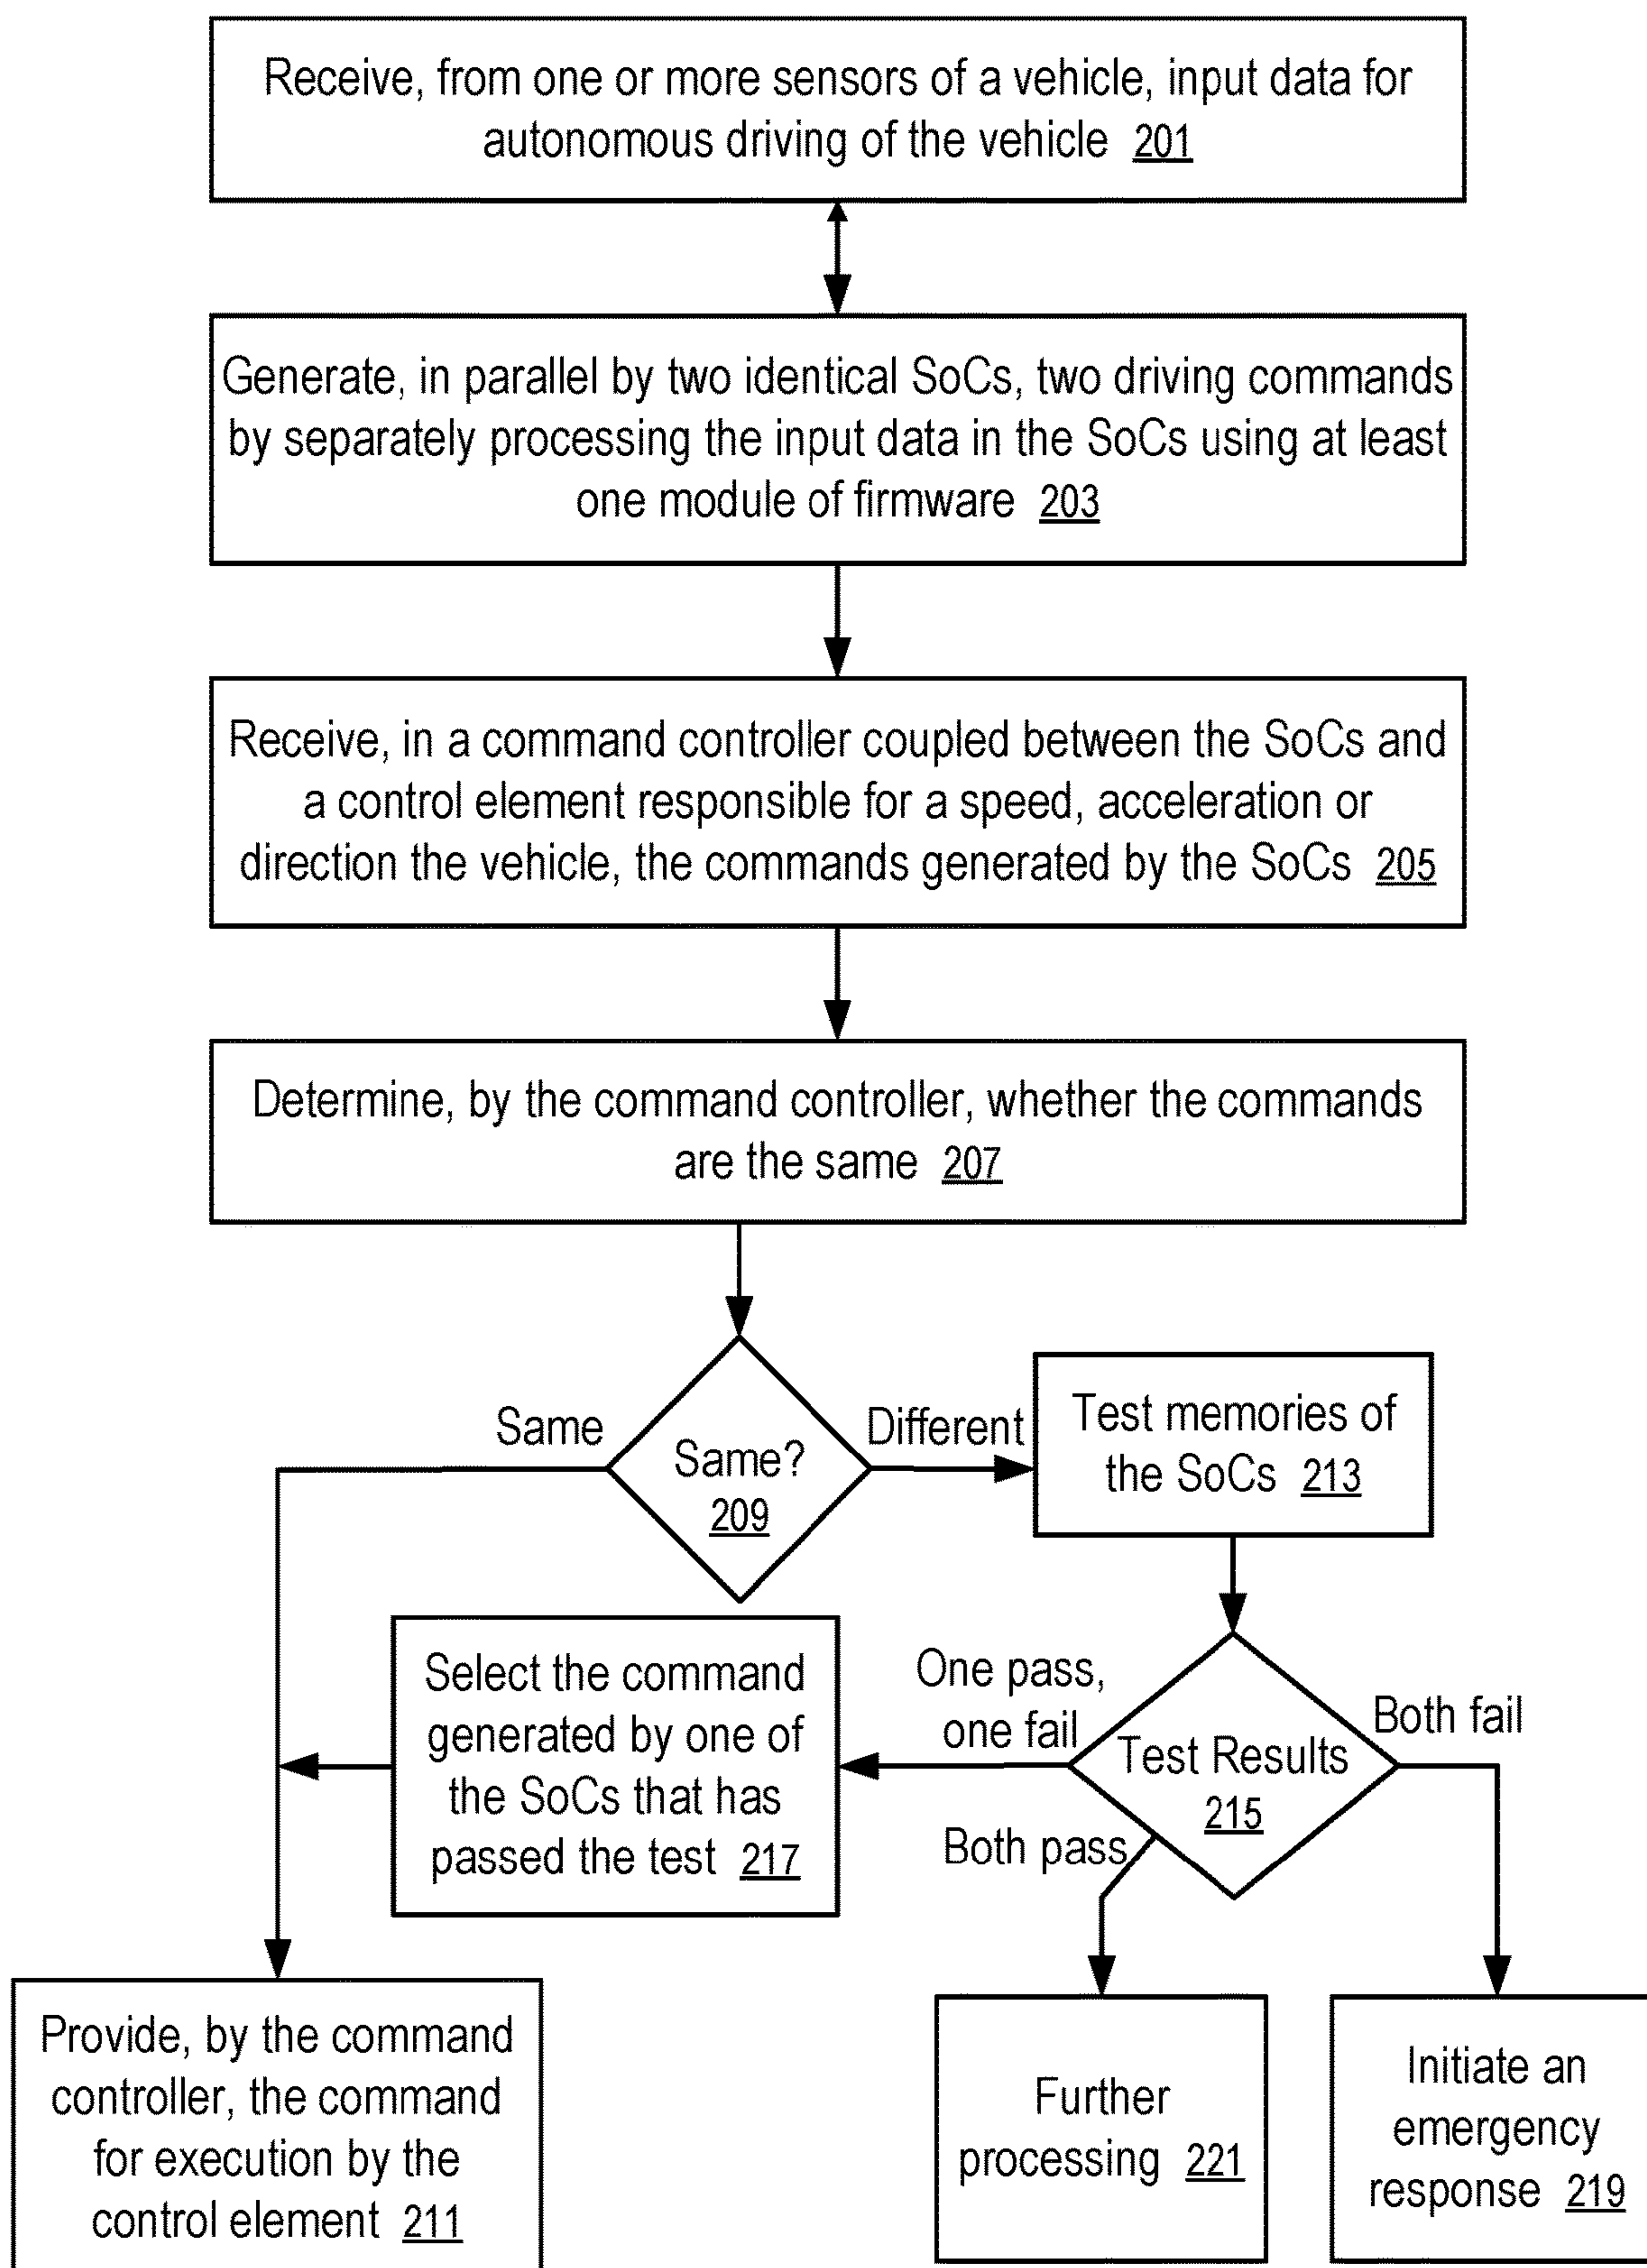 Receive, from one or more sensors of a vehicle, input data for
autonomous driving of the vehicle 201
Generate, in parallel by two identical SoCs, two driving commands
by separately processing the input data in the SoCs using at least
one module of firmware 203
Receive, in a command controller coupled between the SoCs and
a control element responsible for a speed, acceleration or
direction the vehicle, the commands generated by the SoCs 205
Determine, by the command controller, whether the commands
are the same 207
Same
Same?
209
Different
Test memories of
the SoCs 213
Select the command
generated by one of
the SoCs that has
passed the test 217
One pass,
one fail
Test Results
215
Both fail
Both pass
Provide, by the command
controller, the command
for execution by the
control element 211
Further
processing 221
Initiate an
emergency
response 219